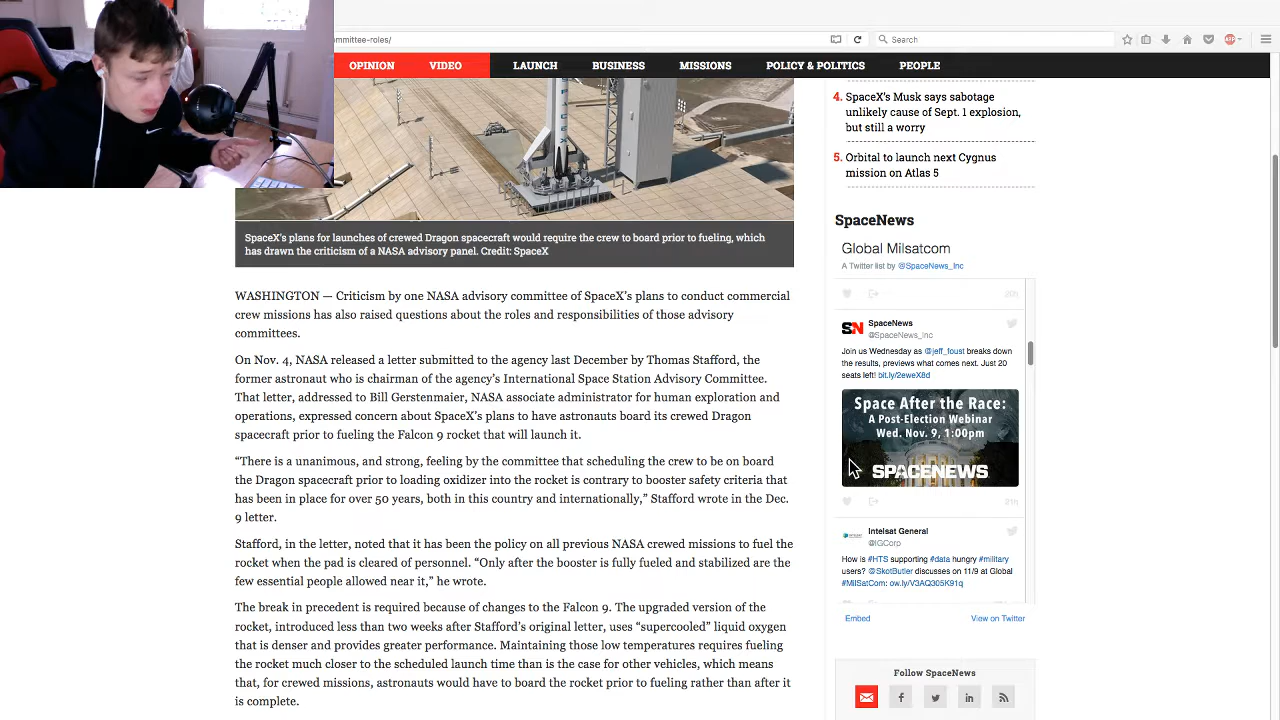 mmittee-roles/
Search
OPINION
VIDEO
LAUNCH
BUSINESS
MISSIONS
POLICY & POLITICS
PEOPLE
SpaceX's plans for launches of crewed Dragon spacecraft would require the crew to board prior to fueling, which
has drawn the criticism of a NASA advisory panel. Credit: SpaceX
WASHINGTON — Criticism by one NASA advisory committee of SpaceX's plans to conduct commercial
crew missions has also raised questions about the roles and responsibilities of those advisory
committees.
On Nov. 4, NASA released a letter submitted to the agency last December by Thomas Stafford, the
former astronaut who is chairman of the agency's International Space Station Advisory Committee.
That letter, addressed to Bill Gerstenmaier, NASA associate administrator for human exploration and
operations, expressed concern about SpaceX's plans to have astronauts board its crewed Dragon
spacecraft prior to fueling the Falcon 9 rocket that will launch it.
“There is a unanimous, and strong, feeling by the committee that scheduling the crew to be on board
the Dragon spacecraft prior to loading oxidizer into the rocket is contrary to booster safety criteria that
has been in place for over 50 years, both in this country and internationally,” Stafford wrote in the Dec.
9 letter.
Stafford, in the letter, noted that it has been the policy on all previous NASA crewed missions to fuel the
rocket when the pad is cleared of personnel. “Only after the booster is fully fueled and stabilized are the
few essential people allowed near it,” he wrote.
The break in precedent is required because of changes to the Falcon 9. The upgraded version of the
rocket, introduced less than two weeks after Stafford's original letter, uses “supercooled” liquid oxygen
that is denser and provides greater performance. Maintaining those low temperatures requires fueling
the rocket much closer to the scheduled launch time than is the case for other vehicles, which means
that, for crewed missions, astronauts would have to board the rocket prior to fueling rather than after it
is complete.
4. SpaceX's Musk says sabotage
unlikely cause of Sept. 1 explosion,
but still a worry
5. Orbital to launch next Cygnus
mission on Atlas 5
SpaceNews
Global Milsatcom
A Twitter list by @SpaceNews_Inc
SN SpaceNews
@SpaceNews_Inc
Join us Wednesday as @jeff_foust breaks down
the results, previews what comes next. Just 20
seats left! bit.ly/2eweX8d
Space After the Race:
A Post-Election Webinar
Wed. Nov. 9, 1:00pm
SPACENEWS
Intelsat General
@IGCorp
How is #HTS supporting #data hungry #military
users? @SkotButler discusses on 11/9 at Global
#MilSatCom: ow.ly/V3AQ305K91q
Embed
View on Twitter
Follow SpaceNews